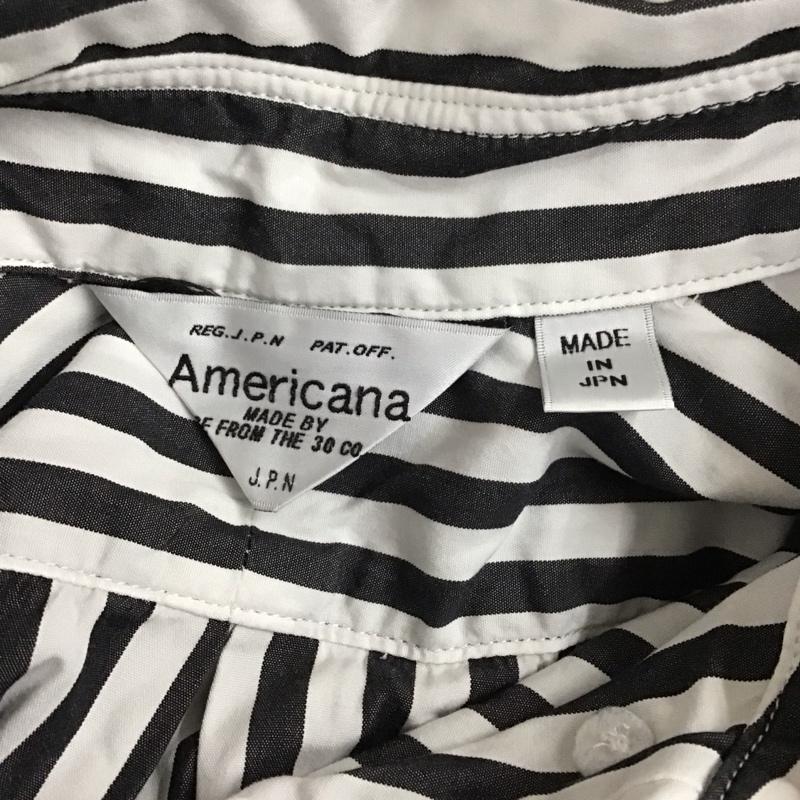 REG.J.P.N PAT.OFF.
Americana
MADE BY
FROM THE 30 CO
J.P.N
MADE
IN
JPN